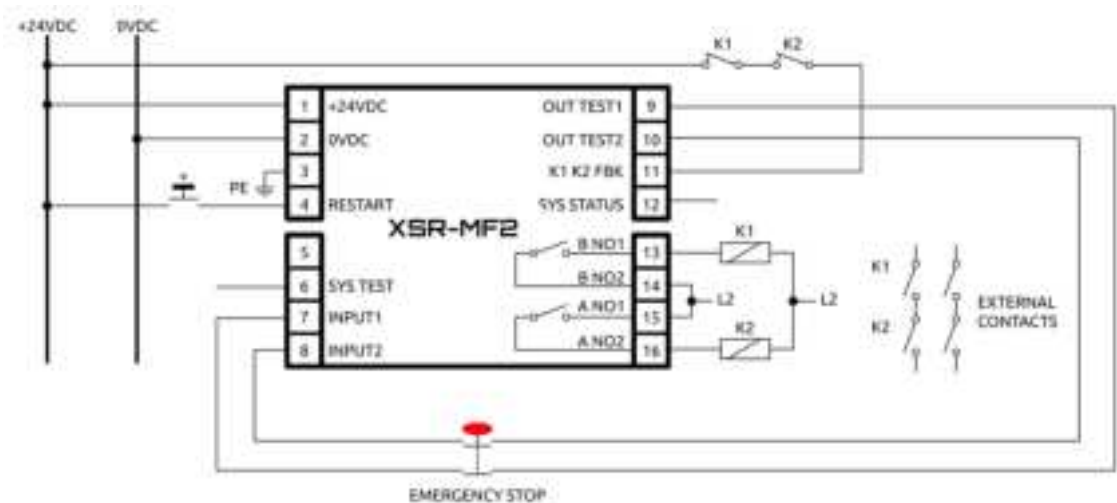 +24VDC 0VDC
K1 K2
1 +24VDC OUT TEST1 9
2 0VDC OUT TEST2 10
3 K1 K2 FBK 11
PE
4 RESTART SYS STATUS 12
XSR-MF2
5 B NO1 13 K1
6 SYS TEST B NO2 14
7 INPUT1 A NO1 15
L2 L2
8 INPUT2 A NO2 16 K2
K1
K2
EXTERNAL
CONTACTS
EMERGENCY STOP